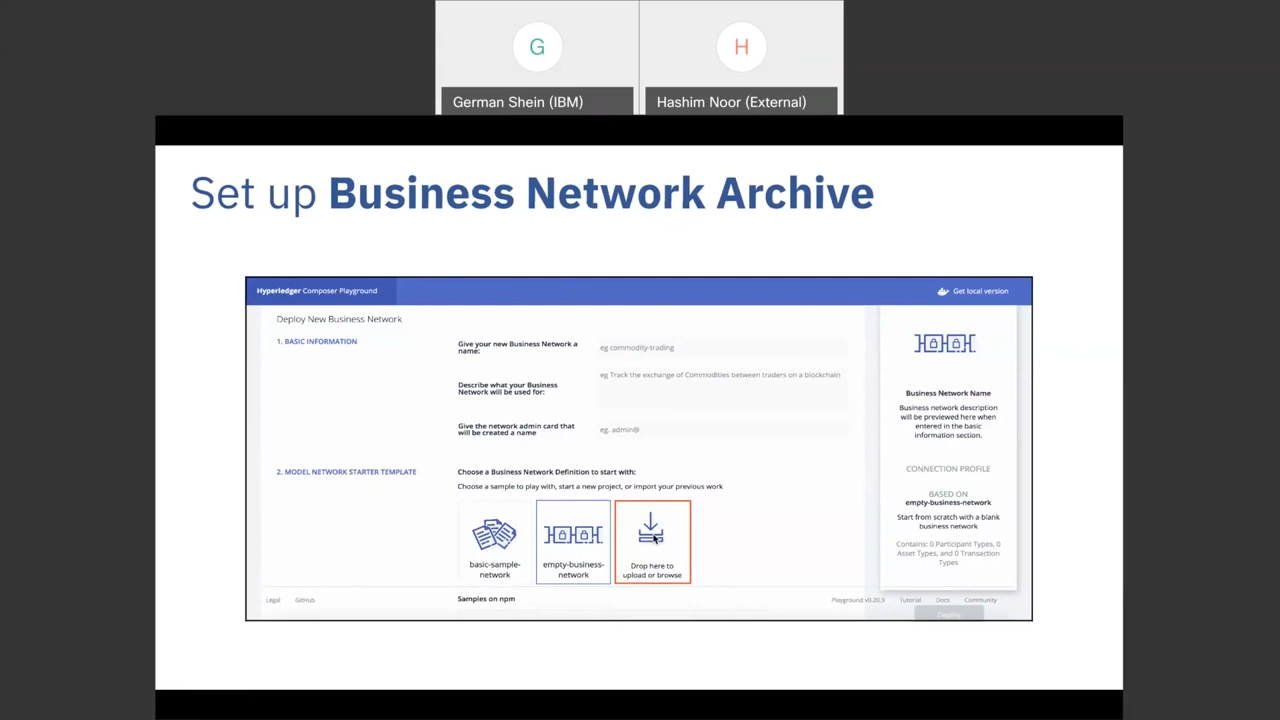 G
H
German Shein (IBM)
Hashim Noor (External)
Set up Business Network Archive
Hyperledger Composer Playground
Get local version
Deploy New Business Network
1. BASIC INFORMATION
Give your new Business Network a
name:
eg commodity-trading
Describe what your Business
Network will be used for:
eg Track the exchange of Commodities between traders on a blockchain
Give the network admin card that
will be created a name
eg. admin@
2. MODEL NETWORK STARTER TEMPLATE
Choose a Business Network Definition to start with:
Choose a sample to play with, start a new project, or import your previous work
basic-sample-
network
empty-business-
network
Drop here to
upload or browse
Samples on npm
Business Network Name
Business network description
will be previewed here when
entered in the basic
information section.
CONNECTION PROFILE
BASED ON
empty-business-network
Start from scratch with a blank
business network
Contains: 0 Participant Types, 0
Asset Types, and 0 Transaction
Types
Legal
GitHub
Playground v0.20.9
Tutorial
Docs
Community
Deploy